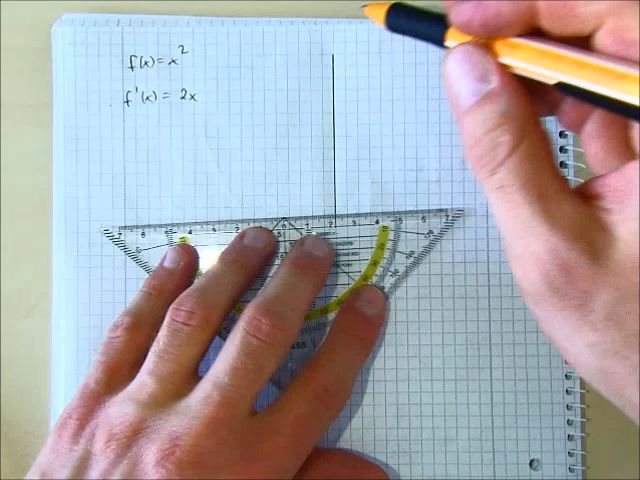 f(x) = x²
f'(x) = 2x